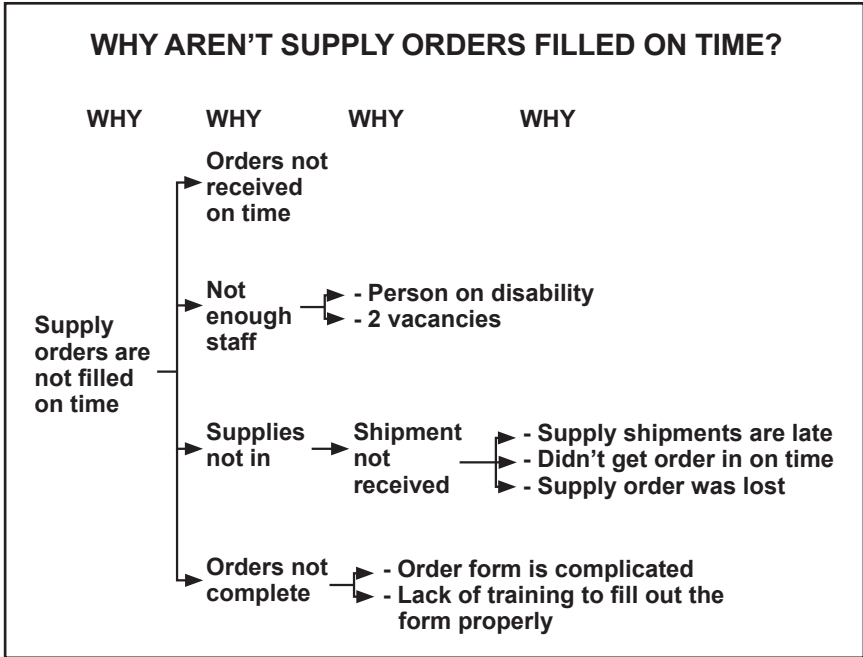 WHY AREN’T SUPPLY ORDERS FILLED ON TIME?
WHY WHY WHY WHY
Orders not
received
on time
Not
enough
staff
- Person on disability
- 2 vacancies
Supply
orders are
not filled
on time
Supplies
not in
Shipment
not
received
- Supply shipments are late
- Didn’t get order in on time
- Supply order was lost
Orders not
complete
- Order form is complicated
- Lack of training to fill out the
form properly